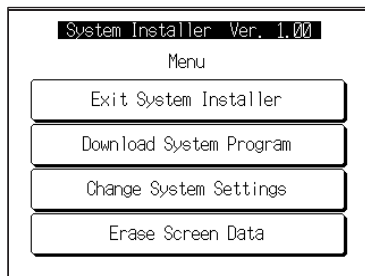 System Installer Ver. 1.00
Menu
Exit System Installer
Download System Program
Change System Settings
Erase Screen Data